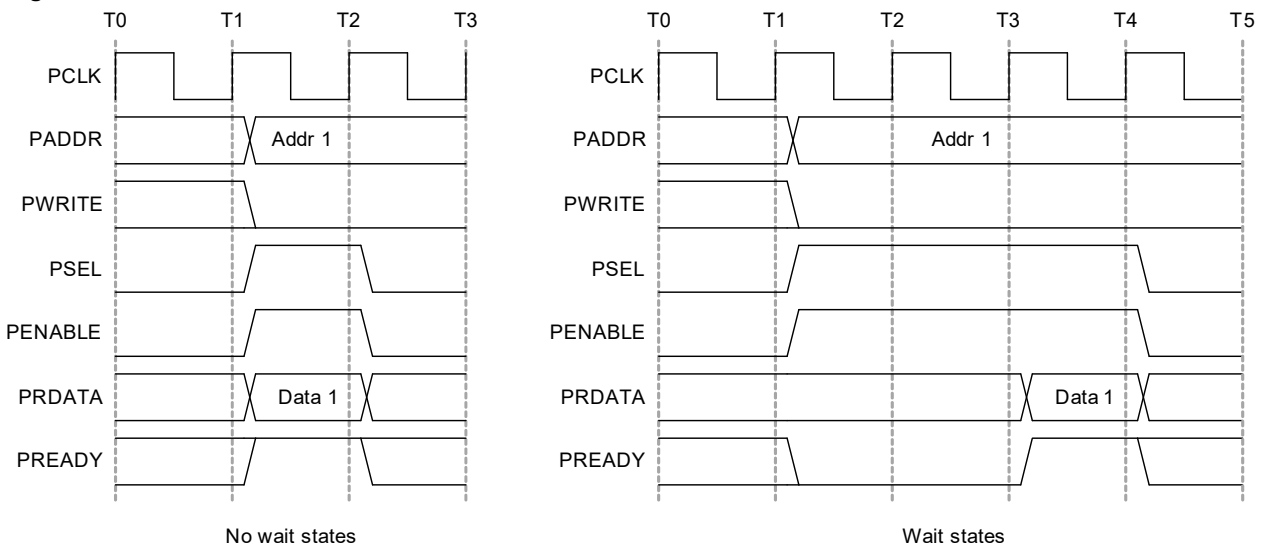 T0 T1 T2 T3 T0 T1 T2 T3 T4 T5
PCLK PCLK
PADDR Addr 1 PADDR Addr 1
PWRITE PWRITE
PSEL PSEL
PENABLE PENABLE
PRDATA Data 1 PRDATA Data 1
PREADY PREADY
No wait states Wait states